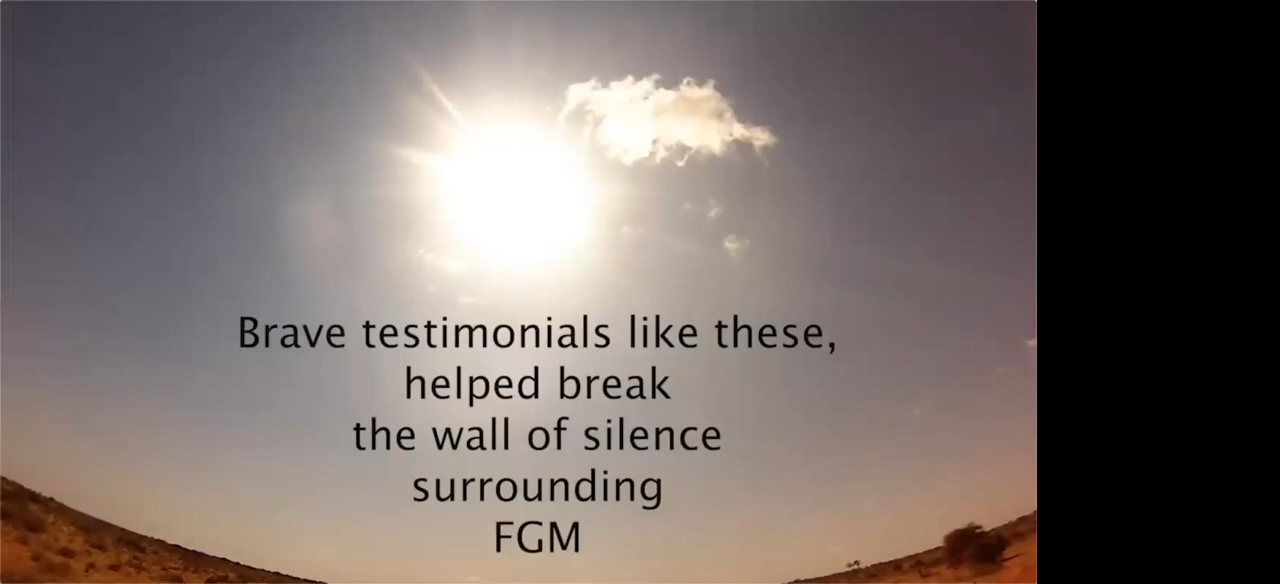 Brave testimonials like these,
helped break
the wall of silence
surrounding
FGM